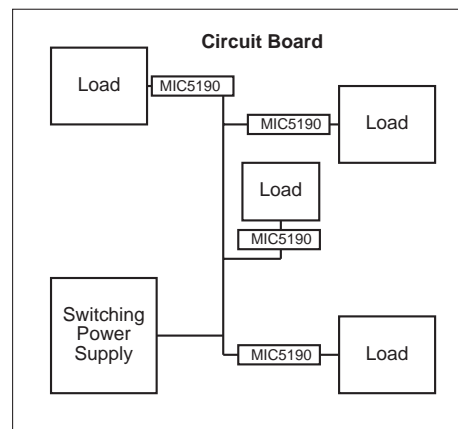 Circuit Board
Load
MIC5190
MIC5190
Load
Load
MIC5190
Switching
Power
Supply
MIC5190
Load